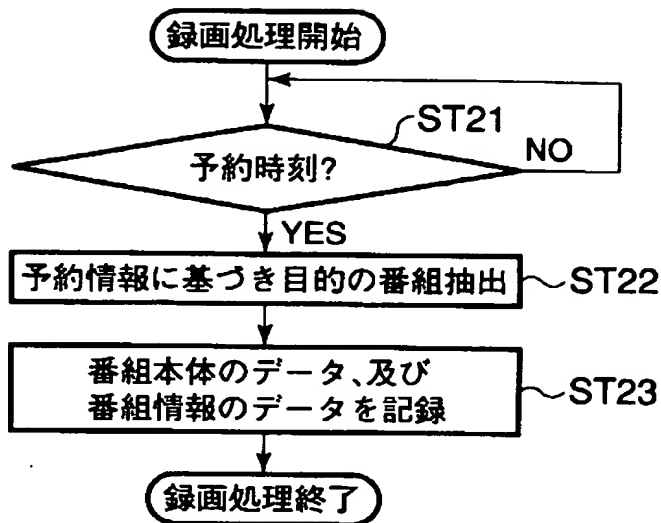 録画処理開始
ST21
予約時刻?
NO
YES
予約情報に基づき目的の番組抽出
ST22
番組本体のデータ、及び
番組情報のデータを記録
ST23
録画処理終了